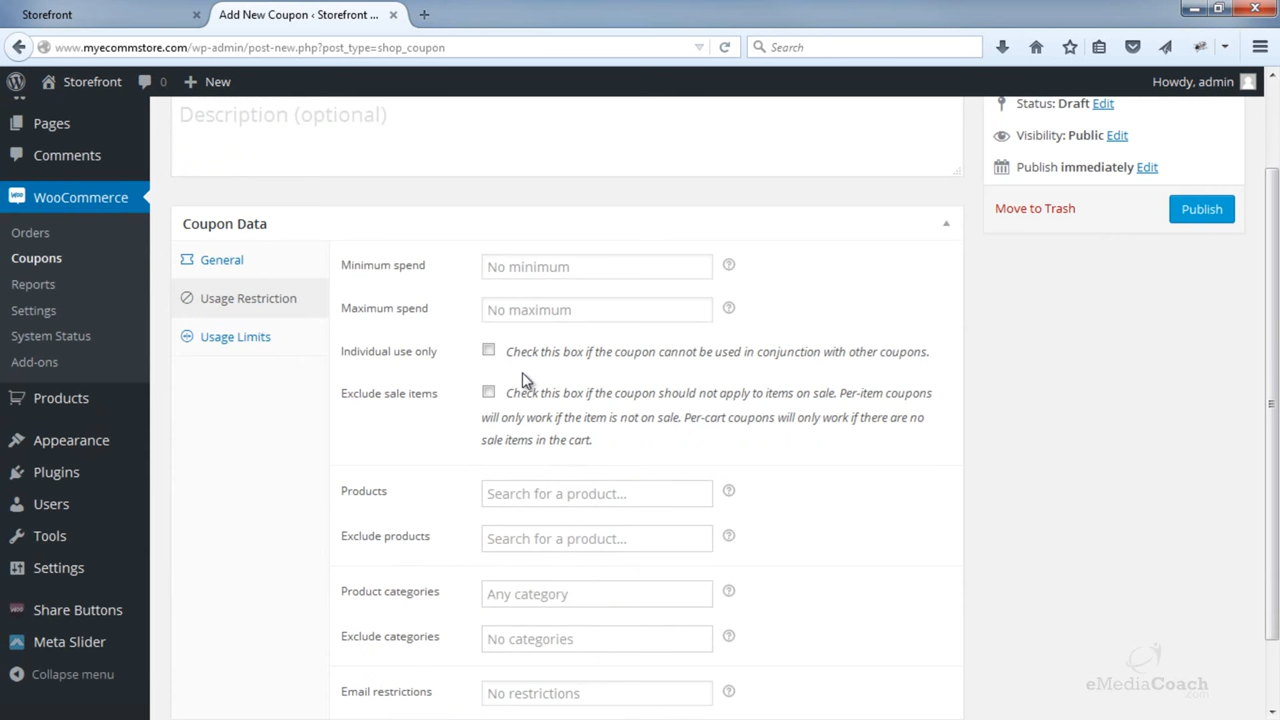 Storefront
Add New Coupon ‹ Storefront ...
www.myecommstore.com/wp-admin/post-new.php?post_type=shop_coupon
Search
Storefront
0
New
Howdy, admin
Pages
Comments
WooCommerce
Orders
Coupons
Reports
Settings
System Status
Add-ons
Products
Appearance
Plugins
Users
Tools
Settings
Share Buttons
Meta Slider
Collapse menu
Description (optional)
Coupon Data
General
Usage Restriction
Usage Limits
Minimum spend
No minimum
Maximum spend
No maximum
Individual use only
Check this box if the coupon cannot be used in conjunction with other coupons.
Exclude sale items
Check this box if the coupon should not apply to items on sale. Per-item coupons
will only work if the item is not on sale. Per-cart coupons will only work if there are no
sale items in the cart.
Products
Search for a product...
Exclude products
Search for a product...
Product categories
Any category
Exclude categories
No categories
Email restrictions
No restrictions
Status: Draft Edit
Visibility: Public Edit
Publish immediately Edit
Move to Trash
Publish
eMediaCoach
.com